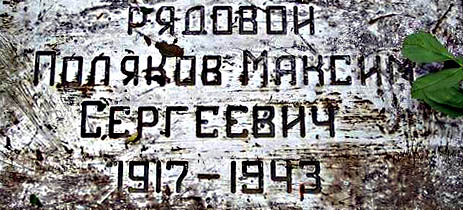 Рядовой
Поляков Максим
Сергеевич
1917-1943